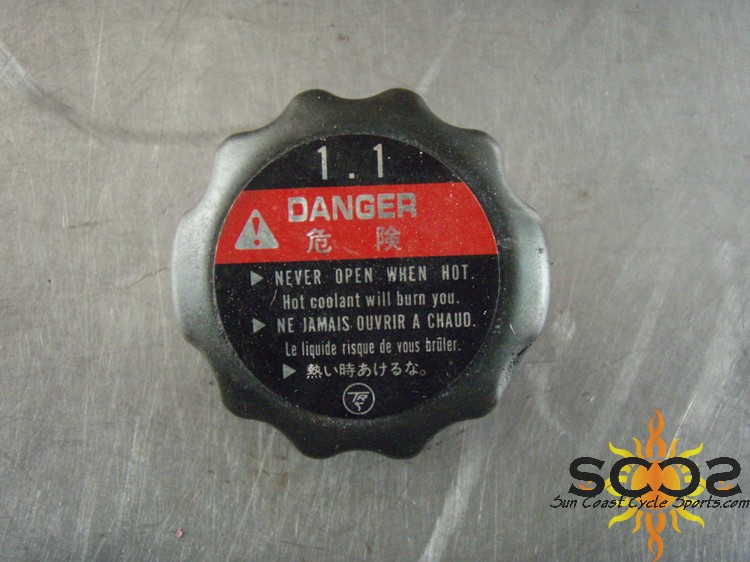 1.1
DANGER
危険
NEVER OPEN WHEN HOT.
Hot coolant will burn you.
NE JAMAIS OUVRIR A CHAUD.
Le liquide risque de vous brûler.
熱い時あけるな。
SCCS
Sun Coast Cycle Sports.com